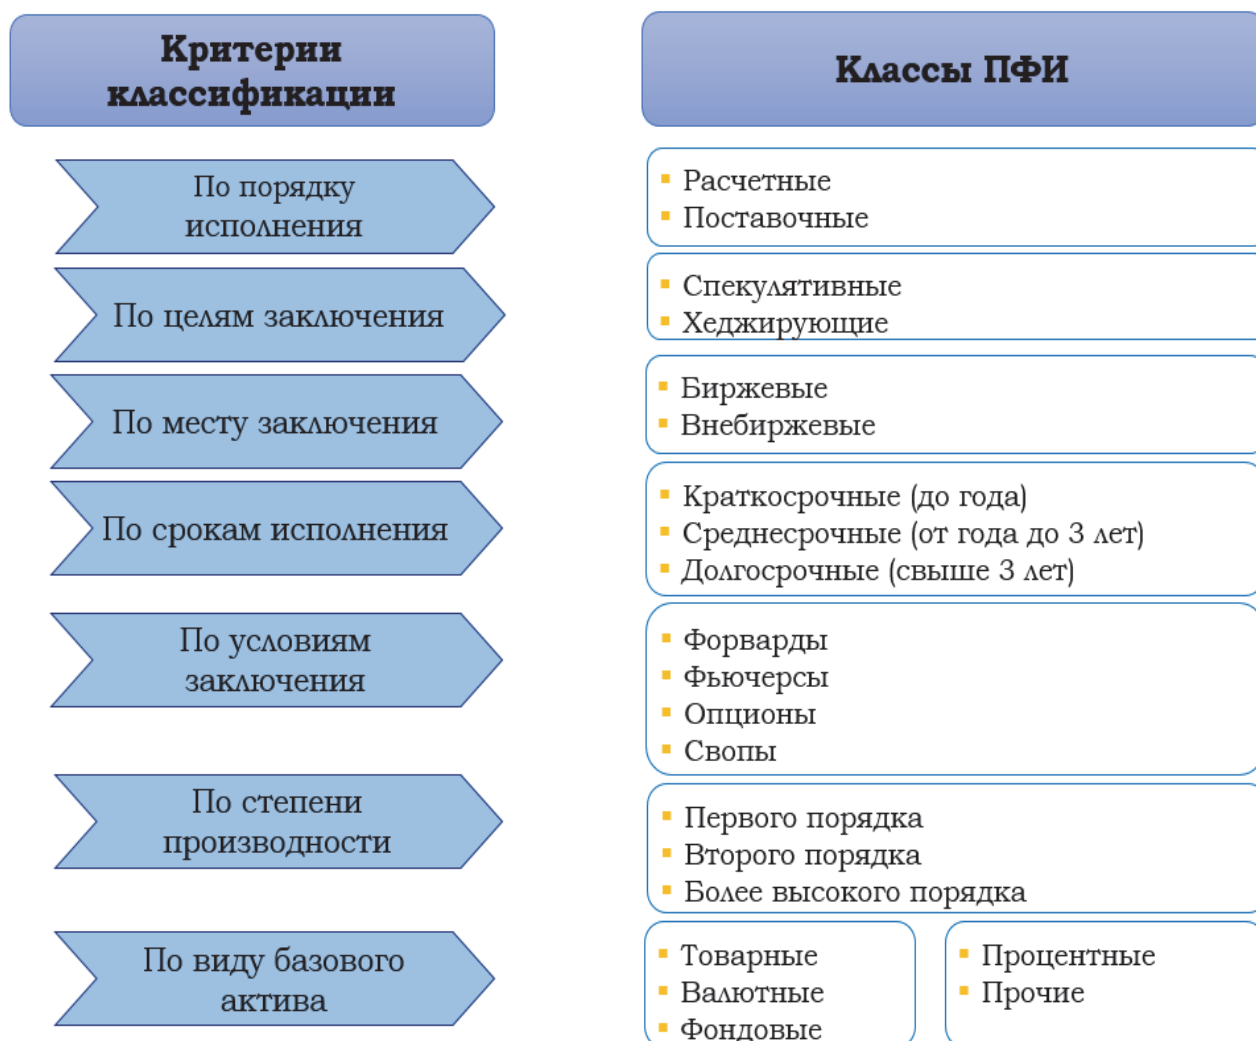 Критерии
классификации
Классы ПФИ
По порядку
исполнения
Расчетные
Поставочные
По целям заключения
Спекулятивные
Хеджирующие
По месту заключения
Биржевые
Внебиржевые
По срокам исполнения
Краткосрочные (до года)
Среднесрочные (от года до 3 лет)
Долгосрочные (свыше 3 лет)
По условиям
заключения
Форварды
Фьючерсы
Опционы
Свопы
По степени
производности
Первого порядка
Второго порядка
Более высокого порядка
По виду базового
актива
Товарные
Валютные
Фондовые
Процентные
Прочие